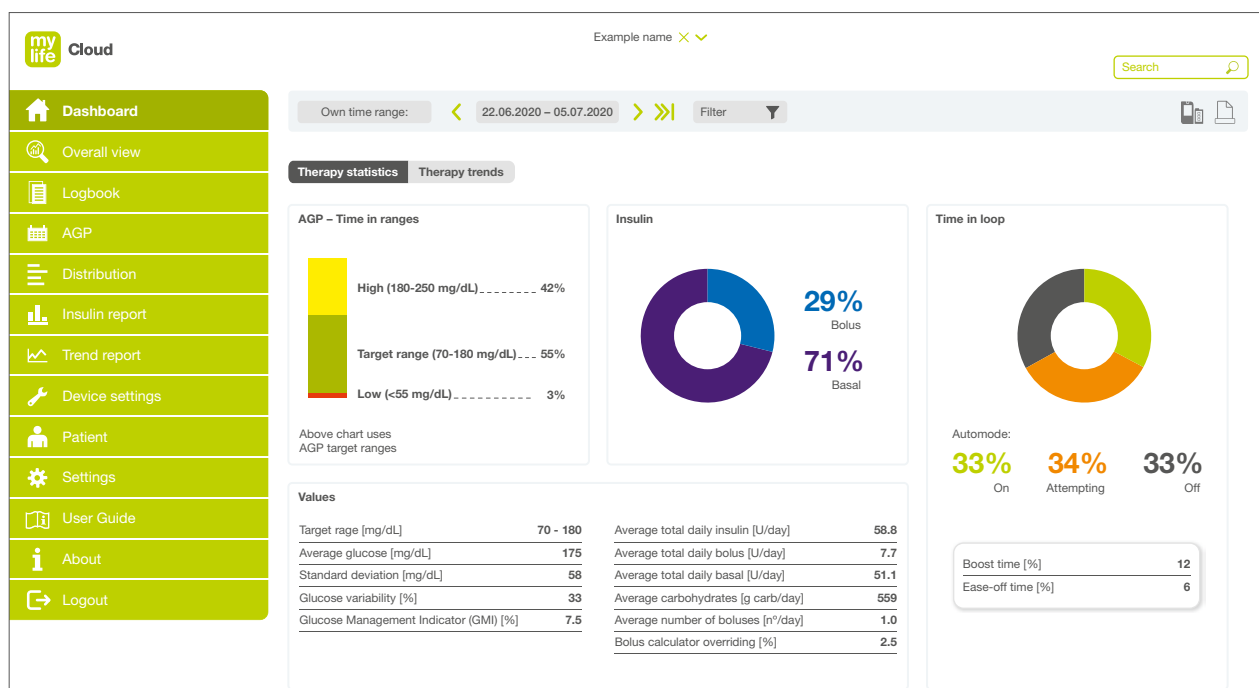 my
life
Cloud
Example name
Search
Dashboard
Overall view
Logbook
AGP
Distribution
Insulin report
Trend report
Device settings
Patient
Settings
User Guide
About
Logout
Own time range:
22.06.2020 – 05.07.2020
Filter
Therapy statistics
Therapy trends
AGP – Time in ranges
High (180-250 mg/dL) 42%
Target range (70-180 mg/dL) 55%
Low (<55 mg/dL) 3%
Above chart uses
AGP target ranges
Insulin
29%
Bolus
71%
Basal
Time in loop
Automode:
33% 34% 33%
On Attempting Off
Boost time [%] 12
Ease-off time [%] 6
Values
Target rage [mg/dL] 70 - 180
Average glucose [mg/dL] 175
Standard deviation [mg/dL] 58
Glucose variability [%] 33
Glucose Management Indicator (GMI) [%] 7.5
Average total daily insulin [U/day] 58.8
Average total daily bolus [U/day] 7.7
Average total daily basal [U/day] 51.1
Average carbohydrates [g carb/day] 559
Average number of boluses [nº/day] 1.0
Bolus calculator overriding [%] 2.5